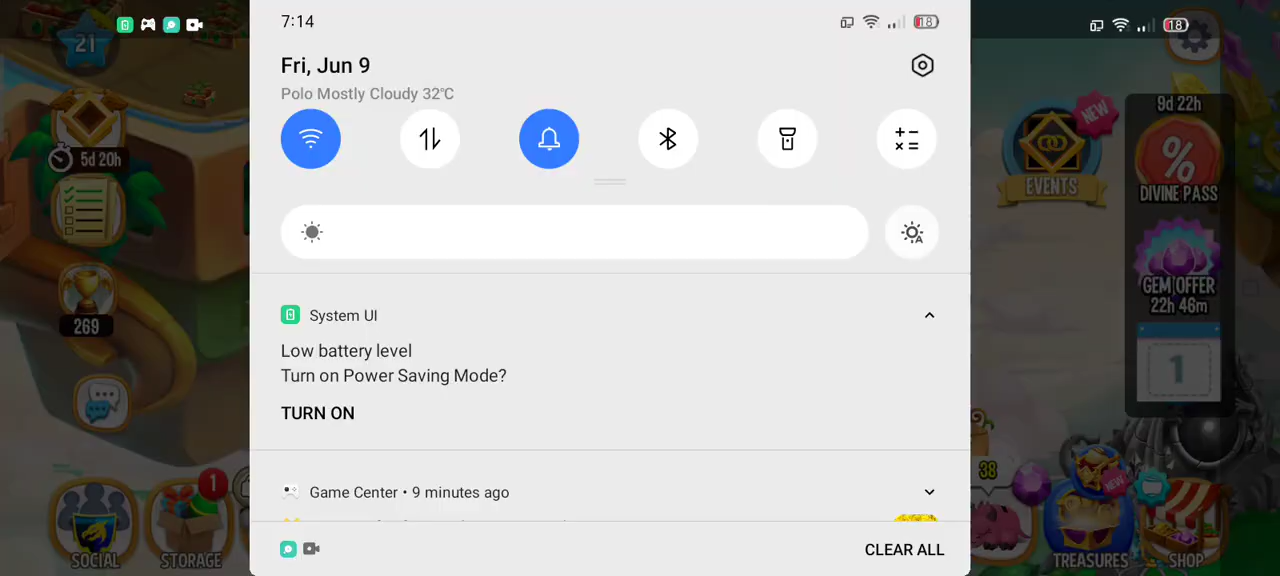 7:14
18
18
Fri, Jun 9
Polo Mostly Cloudy 32°C
System UI
Low battery level
Turn on Power Saving Mode?
TURN ON
Game Center • 9 minutes ago
CLEAR ALL
21
5d 20h
269
SOCIAL
1
STORAGE
NEW
EVENTS
9d 22h
%
DIVINE PASS
GEM OFFER
22h 46m
1
38
NEW
TREASURES
SHOP